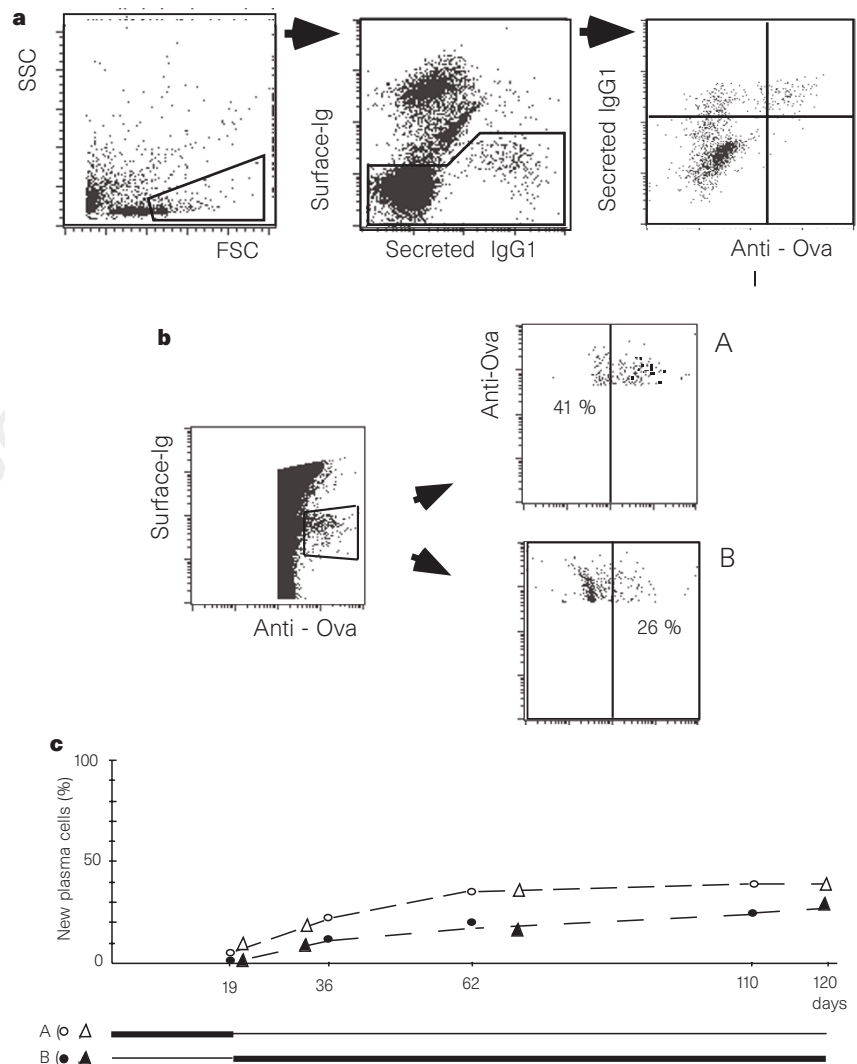 a
SSC
FSC
Surface-Ig
Secreted IgG1
Secreted IgG1
Anti - Ova
b
Surface-Ig
Anti - Ova
Anti-Ova
A
41 %
B
26 %
c
New plasma cells (%)
100
50
0
19 36 62 110 120
days
A (○ △
B (● ▲